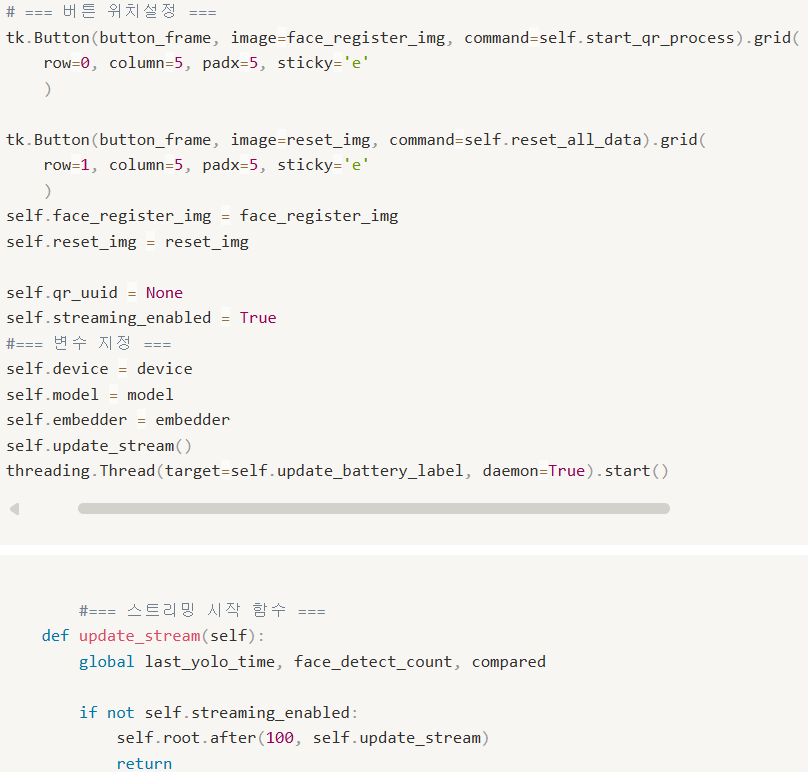 # === 버튼 위치설정 ===
tk.Button(button_frame, image=face_register_img, command=self.start_qr_process).grid(
    row=0, column=5, padx=5, sticky='e'
    )

tk.Button(button_frame, image=reset_img, command=self.reset_all_data).grid(
    row=1, column=5, padx=5, sticky='e'
    )
self.face_register_img = face_register_img
self.reset_img = reset_img

self.qr_uuid = None
self.streaming_enabled = True
#=== 변수 지정 ===
self.device = device
self.model = model
self.embedder = embedder
self.update_stream()
threading.Thread(target=self.update_battery_label, daemon=True).start()

        #=== 스트리밍 시작 함수 ===
    def update_stream(self):
        global last_yolo_time, face_detect_count, compared

        if not self.streaming_enabled:
            self.root.after(100, self.update_stream)
            return